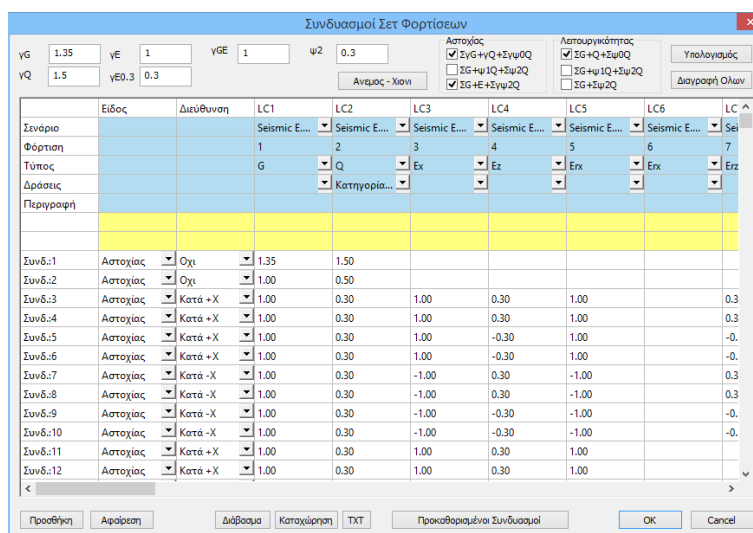 Συνδυασμοί Σετ Φορτίσεων
γG 1.35 γE 1 γGE 1 ψ2 0.3
γQ 1.5 γE0.3 0.3
Ανεμος - Χιονι
Αστοχίας
ΣγG+γQ+Σγψ0Q
ΣG+ψ1Q+Σψ2Q
ΣG+E+Σγψ2Q
Λειτουργικότητας
ΣG+Q+Σψ0Q
ΣG+ψ1Q+Σψ2Q
ΣG+Σψ2Q
Υπολογισμός
Διαγραφή Ολων
Είδος Διεύθυνση LC1 LC2 LC3 LC4 LC5 LC6 LC
Σενάριο Seismic E.... Seismic E.... Seismic E.... Seismic E.... Seismic E.... Seismic E.... Sei
Φόρτιση 1 2 3 4 5 6 7
Τύπος G Q Ex Ez Erx Erx Erz
Δράσεις Κατηγορία...
Περιγραφή
Συνδ.:1 Αστοχίας Οχι 1.35 1.50
Συνδ.:2 Αστοχίας Οχι 1.00 0.50
Συνδ.:3 Αστοχίας Κατά +X 1.00 0.30 1.00 0.30 1.00 0.3
Συνδ.:4 Αστοχίας Κατά +X 1.00 0.30 1.00 0.30 1.00 0.3
Συνδ.:5 Αστοχίας Κατά +X 1.00 0.30 1.00 -0.30 1.00 -0.
Συνδ.:6 Αστοχίας Κατά +X 1.00 0.30 1.00 -0.30 1.00 -0.
Συνδ.:7 Αστοχίας Κατά -X 1.00 0.30 -1.00 0.30 -1.00 0.3
Συνδ.:8 Αστοχίας Κατά -X 1.00 0.30 -1.00 0.30 -1.00 0.3
Συνδ.:9 Αστοχίας Κατά -X 1.00 0.30 -1.00 -0.30 -1.00 -0.
Συνδ.:10 Αστοχίας Κατά -X 1.00 0.30 -1.00 -0.30 -1.00 -0.
Συνδ.:11 Αστοχίας Κατά +X 1.00 0.30 1.00 0.30 1.00
Συνδ.:12 Αστοχίας Κατά +X 1.00 0.30 1.00 0.30 1.00
Προσθήκη Αφαίρεση Διάβασμα Καταχώρηση TXT Προκαθορισμένοι Συνδυασμοί OK Cancel